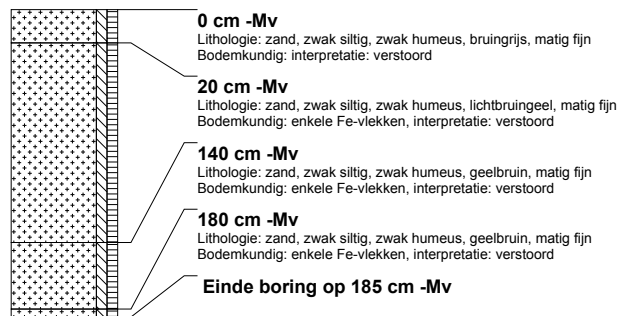 0 cm -Mv
Lithologie: zand, zwak siltig, zwak humeus, bruingrijs, matig fijn
Bodemkundig: interpretatie: verstoord
20 cm -Mv
Lithologie: zand, zwak siltig, zwak humeus, lichtbruingeel, matig fijn
Bodemkundig: enkele Fe-vlekken, interpretatie: verstoord
140 cm -Mv
Lithologie: zand, zwak siltig, zwak humeus, geelbruin, matig fijn
Bodemkundig: enkele Fe-vlekken, interpretatie: verstoord
180 cm -Mv
Lithologie: zand, zwak siltig, zwak humeus, geelbruin, matig fijn
Bodemkundig: enkele Fe-vlekken, interpretatie: verstoord
Einde boring op 185 cm -Mv